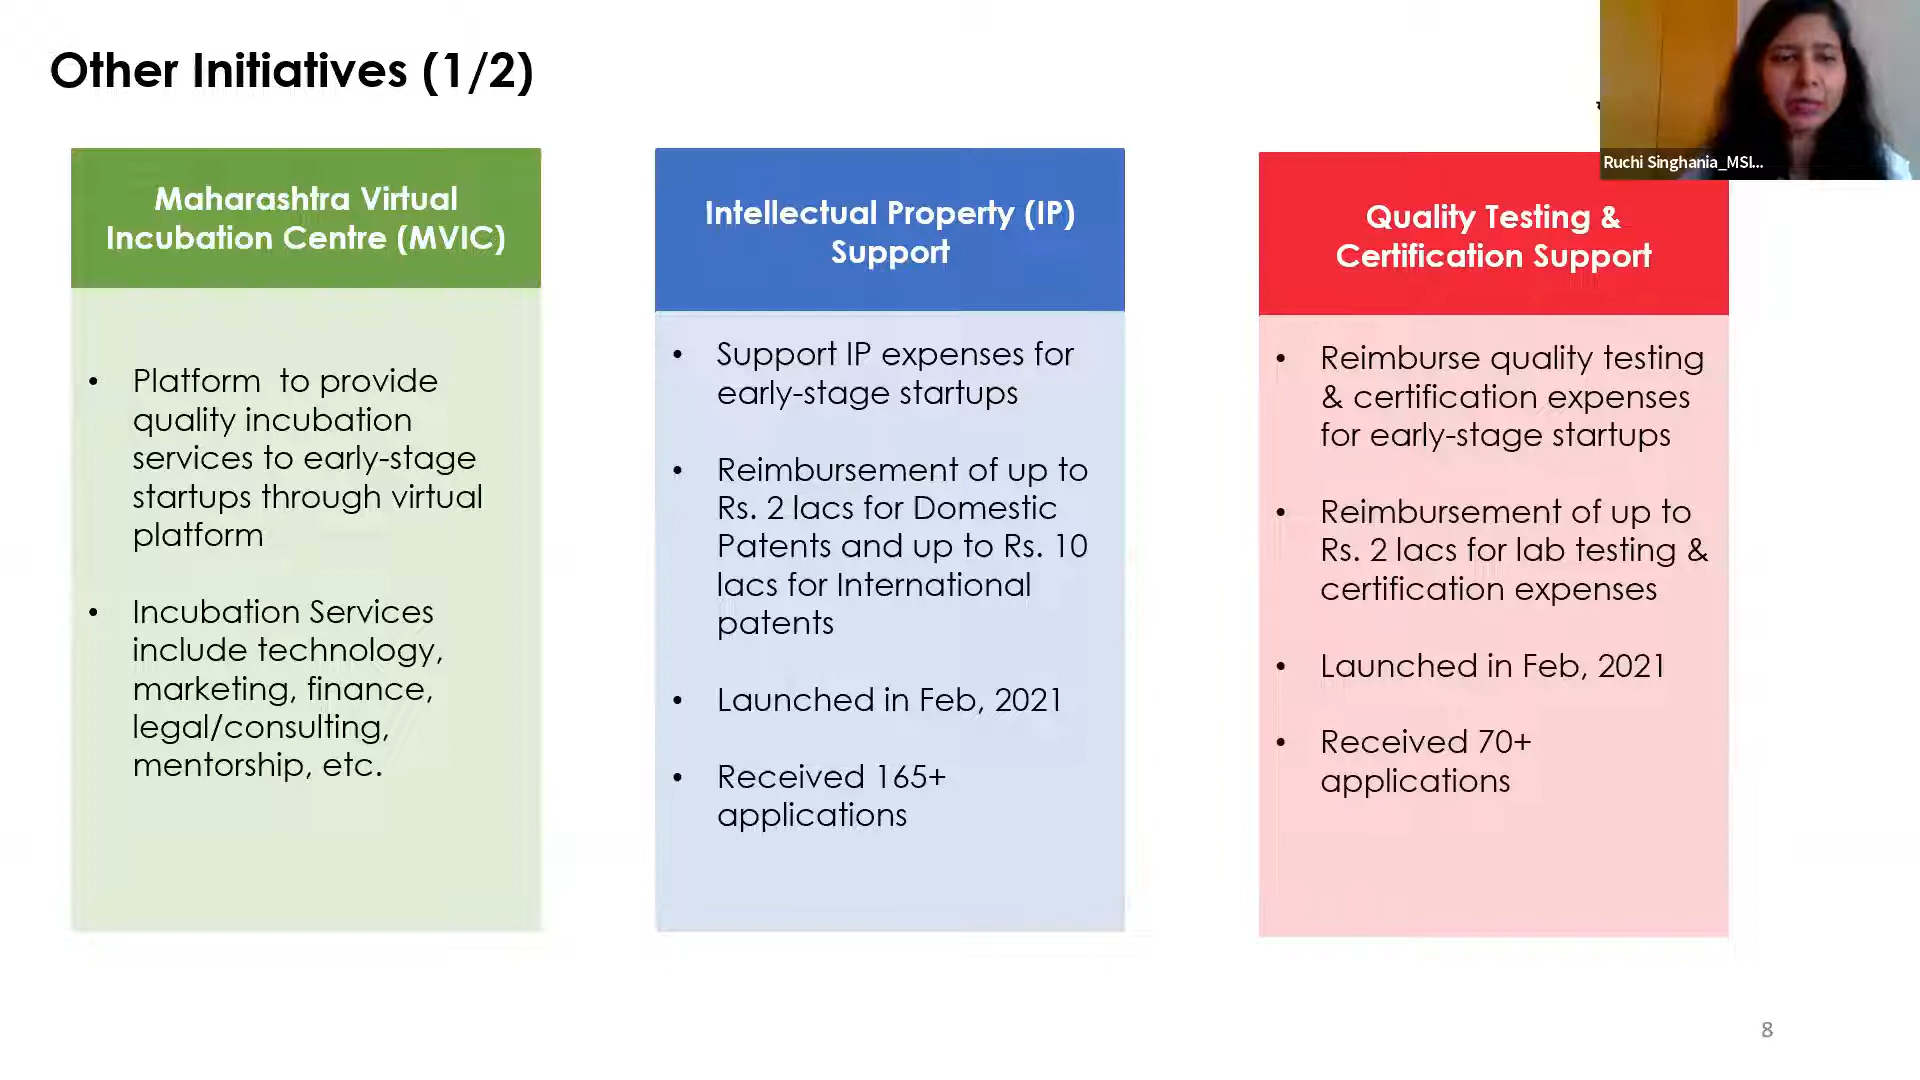 Other Initiatives (1/2)
Ruchi Singhania_MSI...
Maharashtra Virtual
Incubation Centre (MVIC)
• Platform  to provide
quality incubation
services to early-stage
startups through virtual
platform
• Incubation Services
include technology,
marketing, finance,
legal/consulting,
mentorship, etc.
Intellectual Property (IP)
Support
• Support IP expenses for
early-stage startups
• Reimbursement of up to
Rs. 2 lacs for Domestic
Patents and up to Rs. 10
lacs for International
patents
• Launched in Feb, 2021
• Received 165+
applications
Quality Testing &
Certification Support
• Reimburse quality testing
& certification expenses
for early-stage startups
• Reimbursement of up to
Rs. 2 lacs for lab testing &
certification expenses
• Launched in Feb, 2021
• Received 70+
applications
8